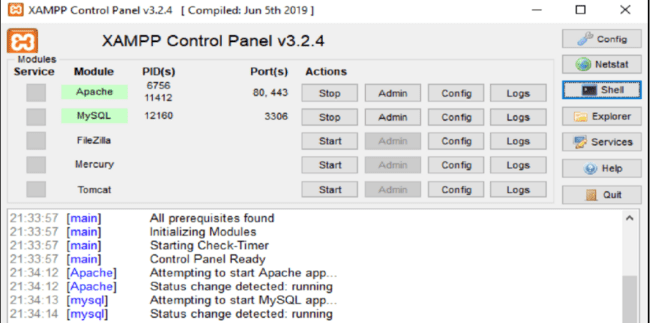 XAMPP Control Panel v3.2.4 [ Compiled: Jun 5th 2019 ]
XAMPP Control Panel v3.2.4
Config
Modules
Service Module PID(s) Port(s) Actions
Netstat
Apache 6756 11412 80, 443 Stop Admin Config Logs
Shell
MySQL 12160 3306 Stop Admin Config Logs
Explorer
FileZilla Start Admin Config Logs
Services
Mercury Start Admin Config Logs
Help
Tomcat Start Admin Config Logs
Quit
21:33:57 [main] All prerequisites found
21:33:57 [main] Initializing Modules
21:33:57 [main] Starting Check-Timer
21:33:57 [main] Control Panel Ready
21:34:12 [Apache] Attempting to start Apache app...
21:34:12 [Apache] Status change detected: running
21:34:13 [mysql] Attempting to start MySQL app...
21:34:14 [mysql] Status change detected: running